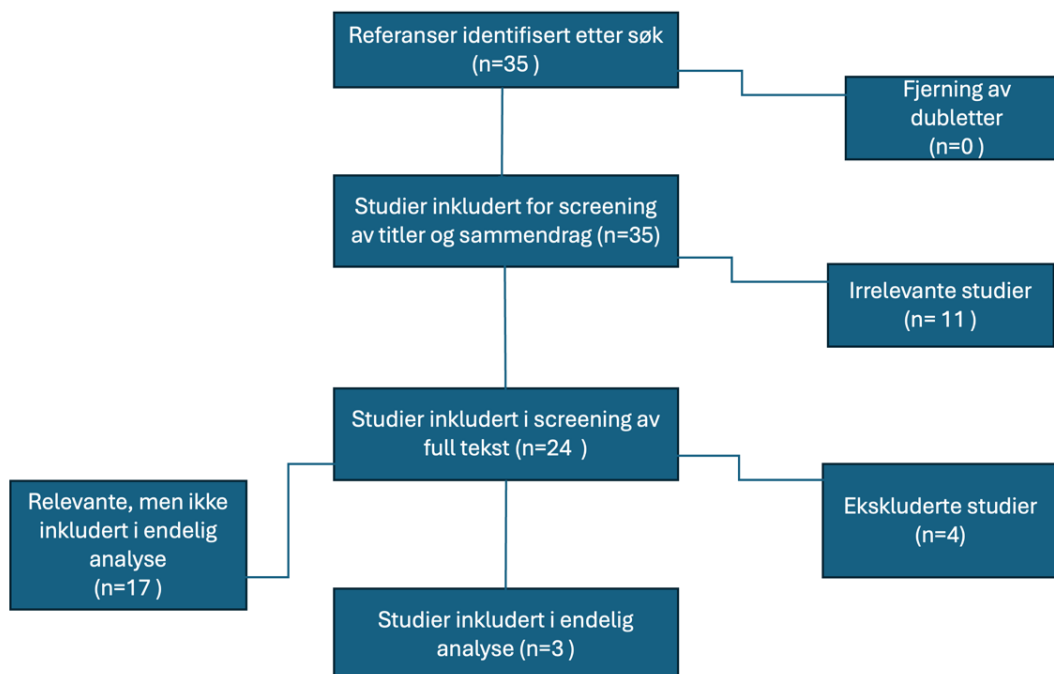 Referanser identifisert etter søk
(n=35 )
Fjerning av
dubletter
(n=0 )
Studier inkludert for screening
av titler og sammendrag (n=35)
Irrelevante studier
(n= 11 )
Studier inkludert i screening av
full tekst (n=24  )
Relevante, men ikke
inkludert i endelig
analyse
(n=17 )
Ekskluderte studier
(n=4)
Studier inkludert i endelig
analyse (n=3 )